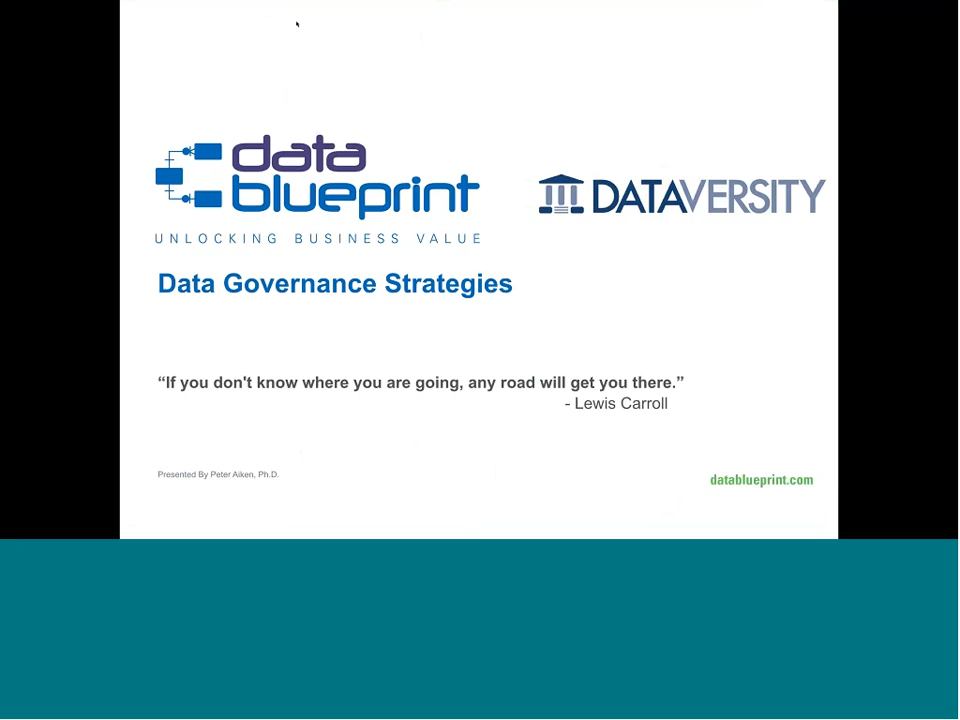 data
blueprint
UNLOCKING BUSINESS VALUE
DATAVERSITY
Data Governance Strategies
“If you don't know where you are going, any road will get you there.”
- Lewis Carroll
Presented By Peter Aiken, Ph.D.
datablueprint.com